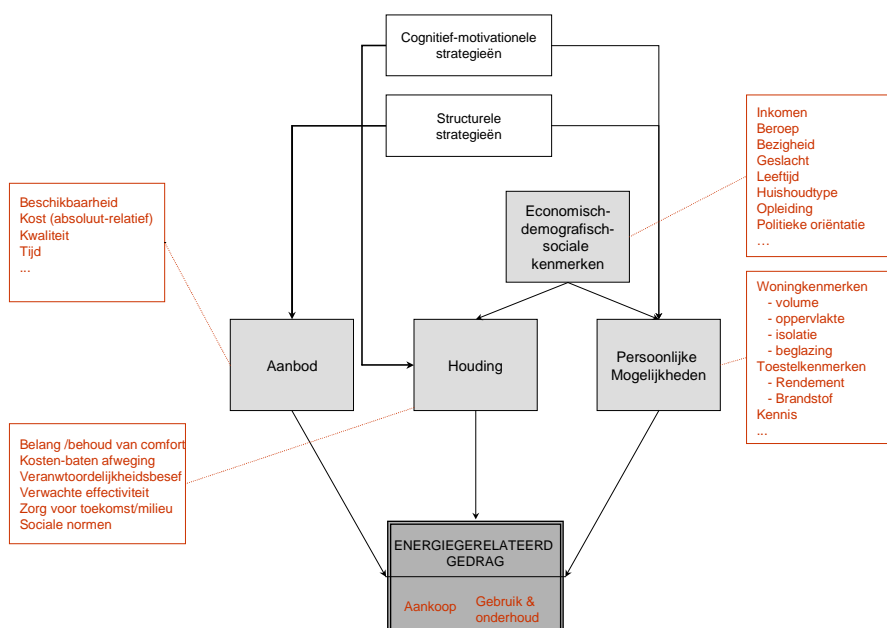 Cognitief-motivationele
strategieën
Structurele
strategieën
Inkomen
Beroep
Bezigheid
Geslacht
Leeftijd
Huishoudtype
Opleiding
Politieke oriëntatie
…
Beschikbaarheid
Kost (absoluut-relatief)
Kwaliteit
Tijd
...
Economisch-
demografisch-
sociale
kenmerken
Woningkenmerken
- volume
- oppervlakte
- isolatie
- beglazing
Toestelkenmerken
- Rendement
- Brandstof
Kennis
...
Aanbod
Houding
Persoonlijke
Mogelijkheden
Belang /behoud van comfort
Kosten-baten afweging
Veranwtoordelijkheidsbesef
Verwachte effectiviteit
Zorg voor toekomst/milieu
Sociale normen
ENERGIEGERELATEERD
GEDRAG
Aankoop
Gebruik &
onderhoud